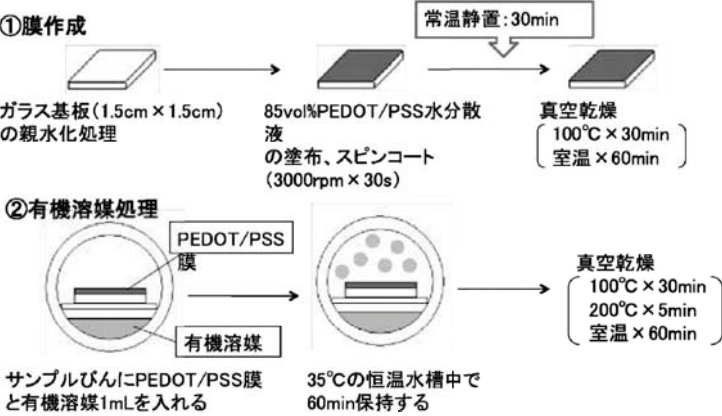 ①膜作成
常温静置:30min
ガラス基板(1.5cm×1.5cm)
の親水化処理
85vol%PEDOT/PSS水分散
液
の塗布、スピンコート
(3000rpm×30s)
真空乾燥
100℃×30min
室温×60min
②有機溶媒処理
PEDOT/PSS
膜
有機溶媒
サンプルびんにPEDOT/PSS膜
と有機溶媒1mLを入れる
35℃の恒温水槽中で
60min保持する
真空乾燥
100℃×30min
200℃×5min
室温×60min